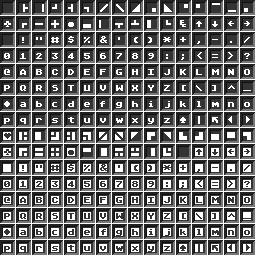 ↑ ↓ ← →
! " # $ % & ' ( ) * + , - . /
0 1 2 3 4 5 6 7 8 9 : ; < = > ?
@ A B C D E F G H I J K L M N O
P Q R S T U V W X Y Z [ \ ] ^ _
♦ a b c d e f g h i j k l m n o
p q r s t u v w x y z ♠ | ↖ ◀ ▶
↑ ↓ ← →
! " # $ % & ' ( ) * + , - . /
0 1 2 3 4 5 6 7 8 9 : ; < = > ?
@ A B C D E F G H I J K L M N O
P Q R S T U V W X Y Z [ \ ] ^ _
♦ a b c d e f g h i j k l m n o
p q r s t u v w x y z ♠ | ↖ ◀ ▶